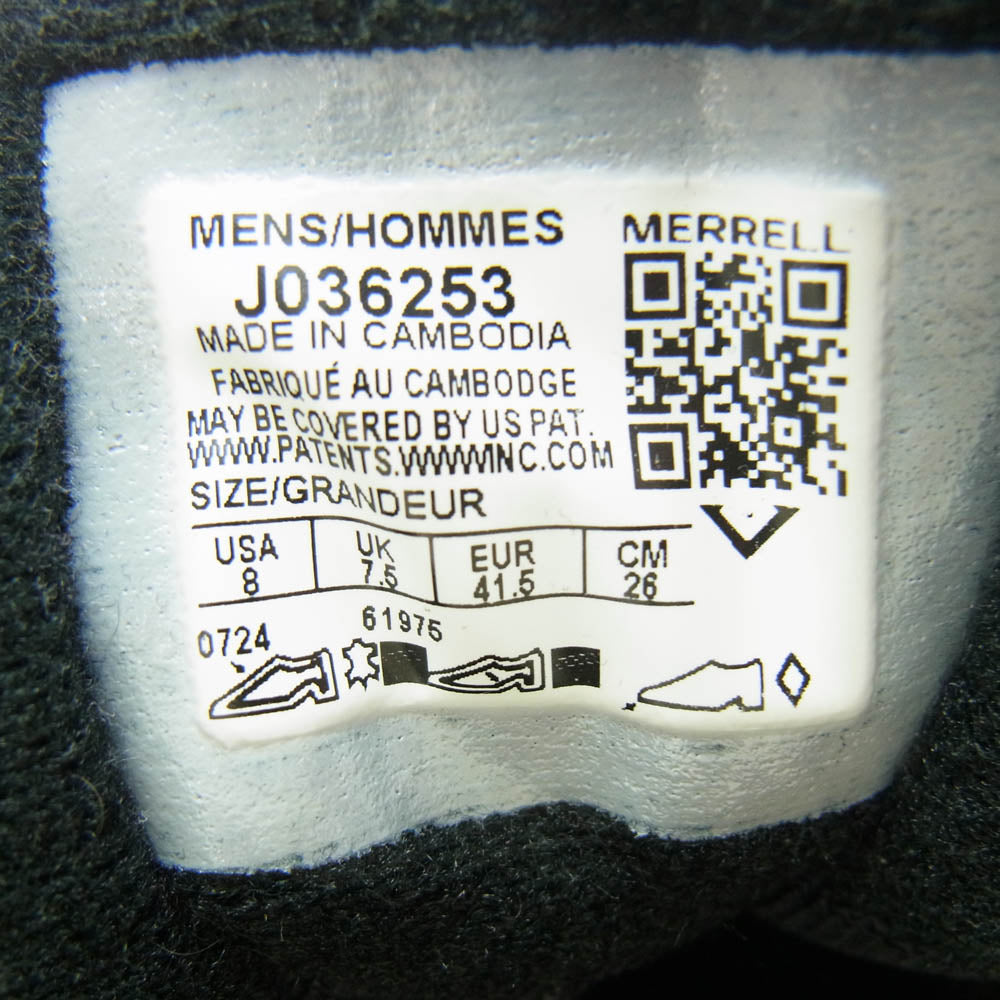 MENS/HOMMES
MERRELL
J036253
MADE IN CAMBODIA
FABRIQUÉ AU CAMBODGE
MAY BE COVERED BY US PAT.
WWW.PATENTS.WWWINC.COM
SIZE/GRANDEUR
USA UK EUR CM
8 7.5 41.5 26
0724 61975